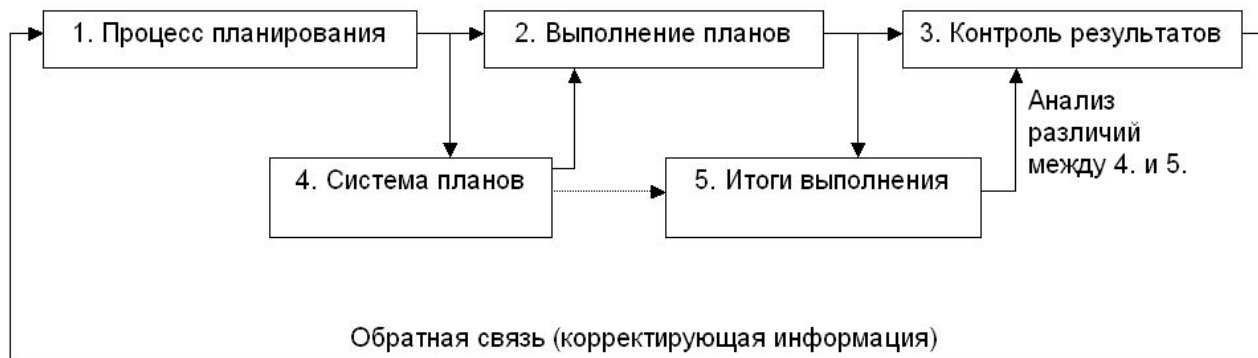 1. Процесс планирования
2. Выполнение планов
3. Контроль результатов
Анализ
различий
между 4. и 5.
4. Система планов
5. Итоги выполнения
Обратная связь (корректирующая информация)